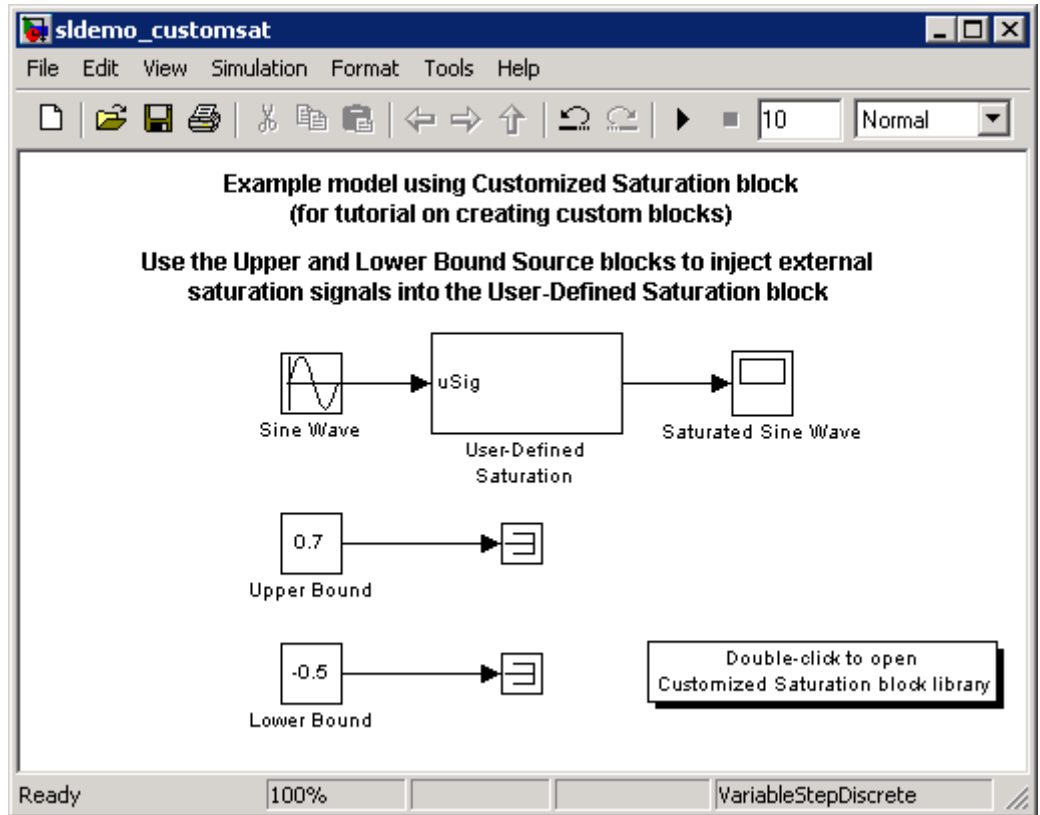 sldemo_customsat
File Edit View Simulation Format Tools Help
10 Normal
Example model using Customized Saturation block
(for tutorial on creating custom blocks)
Use the Upper and Lower Bound Source blocks to inject external
saturation signals into the User-Defined Saturation block
uSig
Sine Wave
User-Defined
Saturation
Saturated Sine Wave
0.7
Upper Bound
-0.5
Lower Bound
Double-click to open
Customized Saturation block library
Ready 100% VariableStepDiscrete